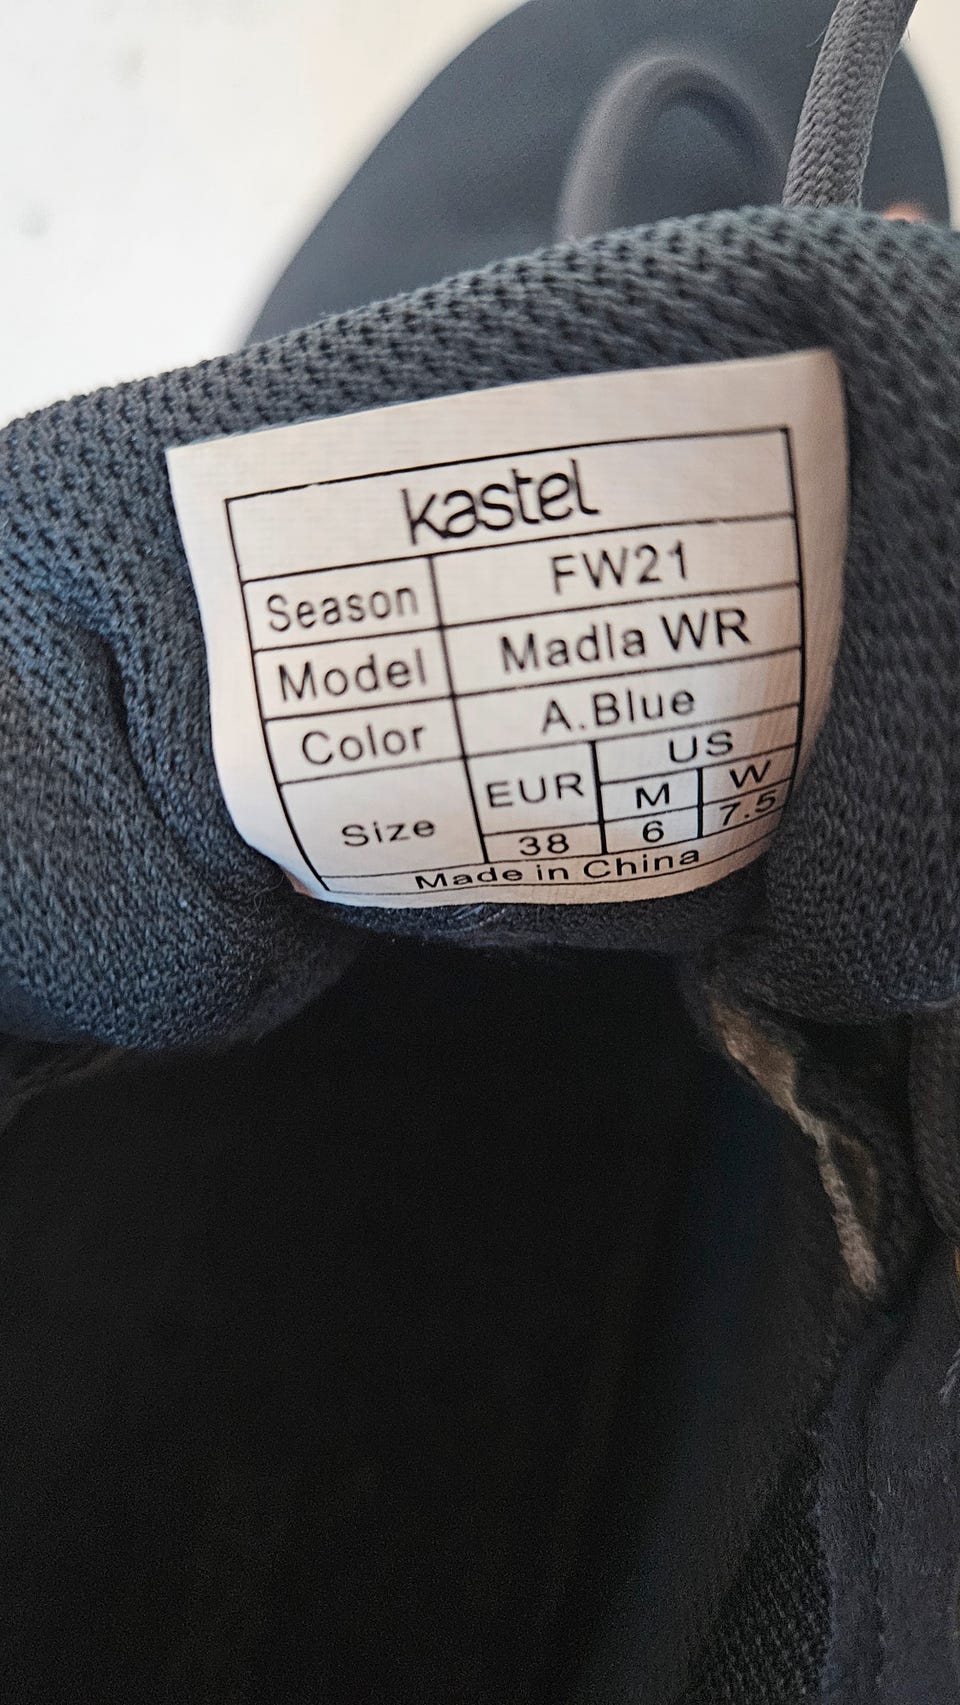 kastel
Season FW21
Model Madla WR
Color A.Blue
Size EUR US
M W
38 6 7.5
Made in China